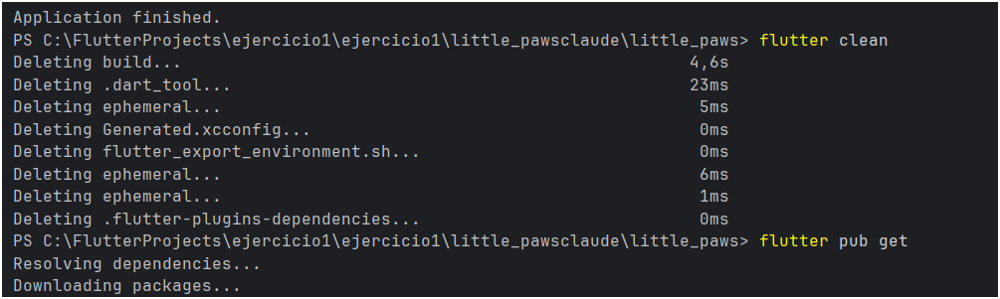 Application finished.
PS C:\FlutterProjects\ejercicio1\ejercicio1\little_pawsclaude\little_paws> flutter clean
Deleting build... 4,6s
Deleting .dart_tool... 23ms
Deleting ephemeral... 5ms
Deleting Generated.xcconfig... 0ms
Deleting flutter_export_environment.sh... 0ms
Deleting ephemeral... 6ms
Deleting ephemeral... 1ms
Deleting .flutter-plugins-dependencies... 0ms
PS C:\FlutterProjects\ejercicio1\ejercicio1\little_pawsclaude\little_paws> flutter pub get
Resolving dependencies...
Downloading packages...